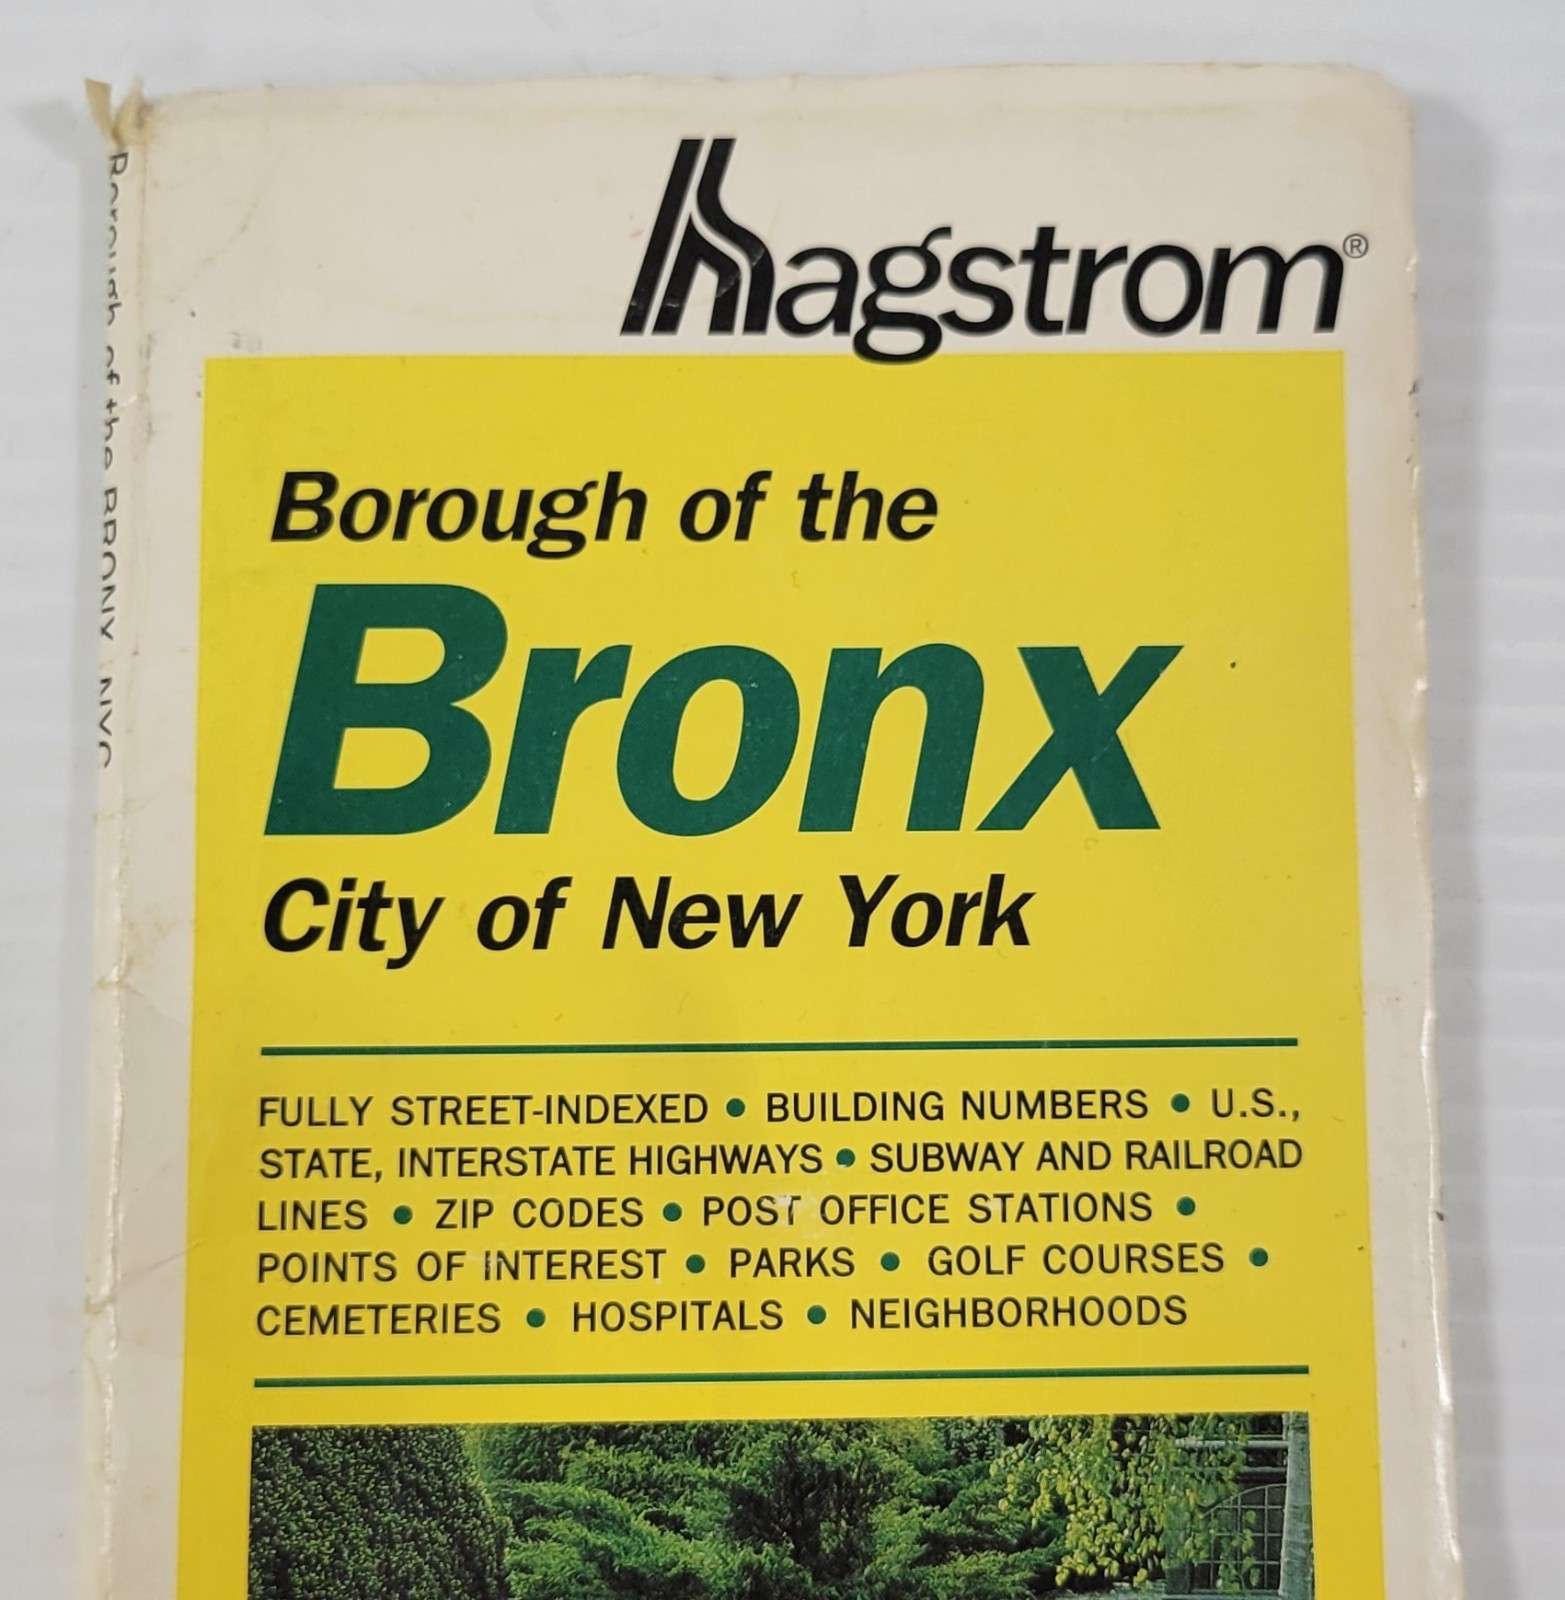 hagstrom®
Borough of the
Bronx
City of New York
FULLY STREET-INDEXED • BUILDING NUMBERS • U.S.,
STATE, INTERSTATE HIGHWAYS • SUBWAY AND RAILROAD
LINES • ZIP CODES • POST OFFICE STATIONS •
POINTS OF INTEREST • PARKS • GOLF COURSES •
CEMETERIES • HOSPITALS • NEIGHBORHOODS
Borough of the BRONX NYC